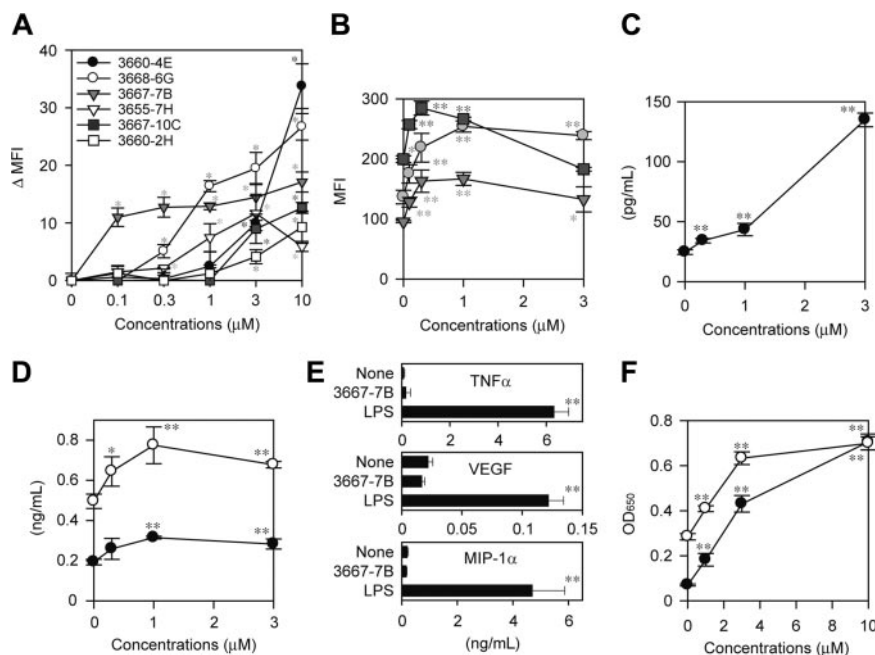 A
Δ MFI
40
30
20
10
0
3660-4E
3668-6G
3667-7B
3655-7H
3667-10C
3660-2H
* * * * * * * * * * * * * * * * * *
0 0.1 0.3 1 3 10
Concentrations (μM)
B
MFI
300
200
100
0
** ** ** ** ** ** ** ** ** * *
0 1 3
Concentrations (μM)
C
(pg/mL)
150
100
50
0
** ** **
0 1 3
Concentrations (μM)
D
(ng/mL)
0.8
0.6
0.4
0.2
0
* ** ** ** **
0 1 3
Concentrations (μM)
E
None
3667-7B
LPS
TNFα
**
0 2 4 6
None
3667-7B
LPS
VEGF
**
0 0.05 0.1 0.15
None
3667-7B
LPS
MIP-1α
**
0 2 4 6
(ng/mL)
F
OD650
0.8
0.6
0.4
0.2
0
** ** ** ** ** **
0 2 4 6 8 10
Concentrations (μM)